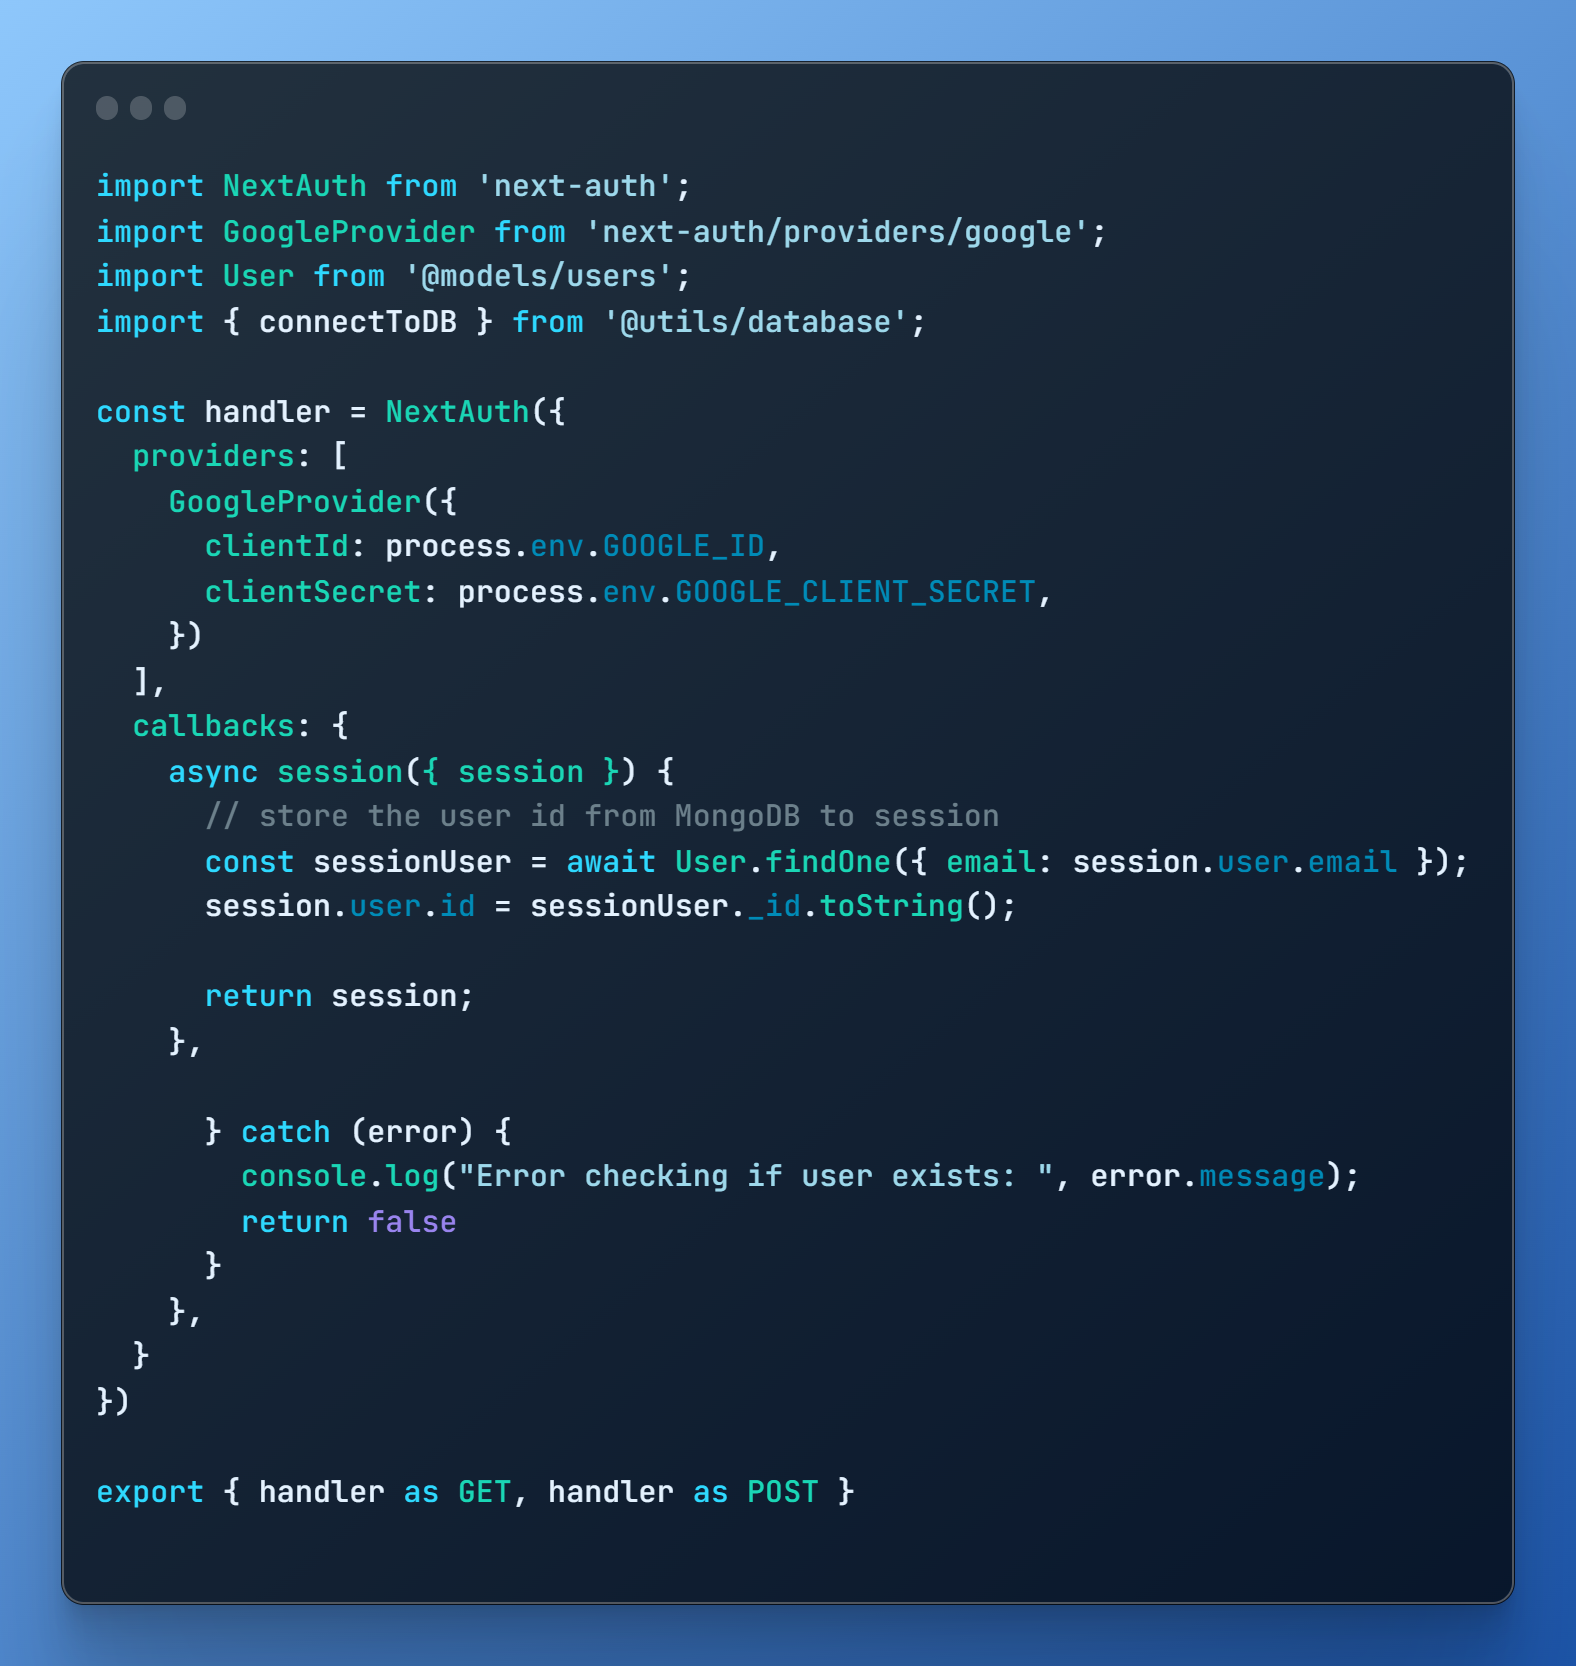 import NextAuth from 'next-auth';
import GoogleProvider from 'next-auth/providers/google';
import User from '@models/users';
import { connectToDB } from '@utils/database';

const handler = NextAuth({
  providers: [
    GoogleProvider({
      clientId: process.env.GOOGLE_ID,
      clientSecret: process.env.GOOGLE_CLIENT_SECRET,
    })
  ],
  callbacks: {
    async session({ session }) {
      // store the user id from MongoDB to session
      const sessionUser = await User.findOne({ email: session.user.email });
      session.user.id = sessionUser._id.toString();

      return session;
    },

      } catch (error) {
        console.log("Error checking if user exists: ", error.message);
        return false
      }
    },
  }
})

export { handler as GET, handler as POST }